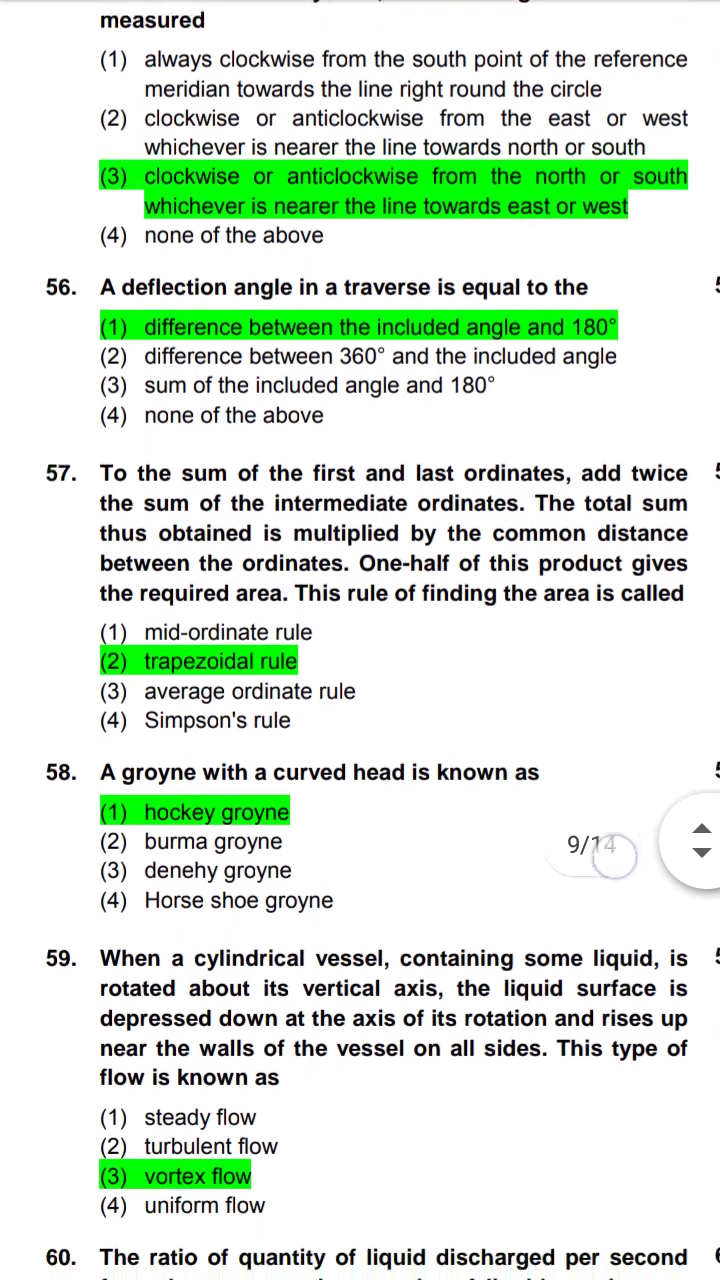 measured
(1) always clockwise from the south point of the reference
meridian towards the line right round the circle
(2) clockwise or anticlockwise from the east or west
whichever is nearer the line towards north or south
(3) clockwise or anticlockwise from the north or south
whichever is nearer the line towards east or west
(4) none of the above
56. A deflection angle in a traverse is equal to the
(1) difference between the included angle and 180°
(2) difference between 360° and the included angle
(3) sum of the included angle and 180°
(4) none of the above
57. To the sum of the first and last ordinates, add twice
the sum of the intermediate ordinates. The total sum
thus obtained is multiplied by the common distance
between the ordinates. One-half of this product gives
the required area. This rule of finding the area is called
(1) mid-ordinate rule
(2) trapezoidal rule
(3) average ordinate rule
(4) Simpson's rule
58. A groyne with a curved head is known as
(1) hockey groyne
(2) burma groyne
(3) denehy groyne
(4) Horse shoe groyne
9/14
59. When a cylindrical vessel, containing some liquid, is
rotated about its vertical axis, the liquid surface is
depressed down at the axis of its rotation and rises up
near the walls of the vessel on all sides. This type of
flow is known as
(1) steady flow
(2) turbulent flow
(3) vortex flow
(4) uniform flow
60. The ratio of quantity of liquid discharged per second